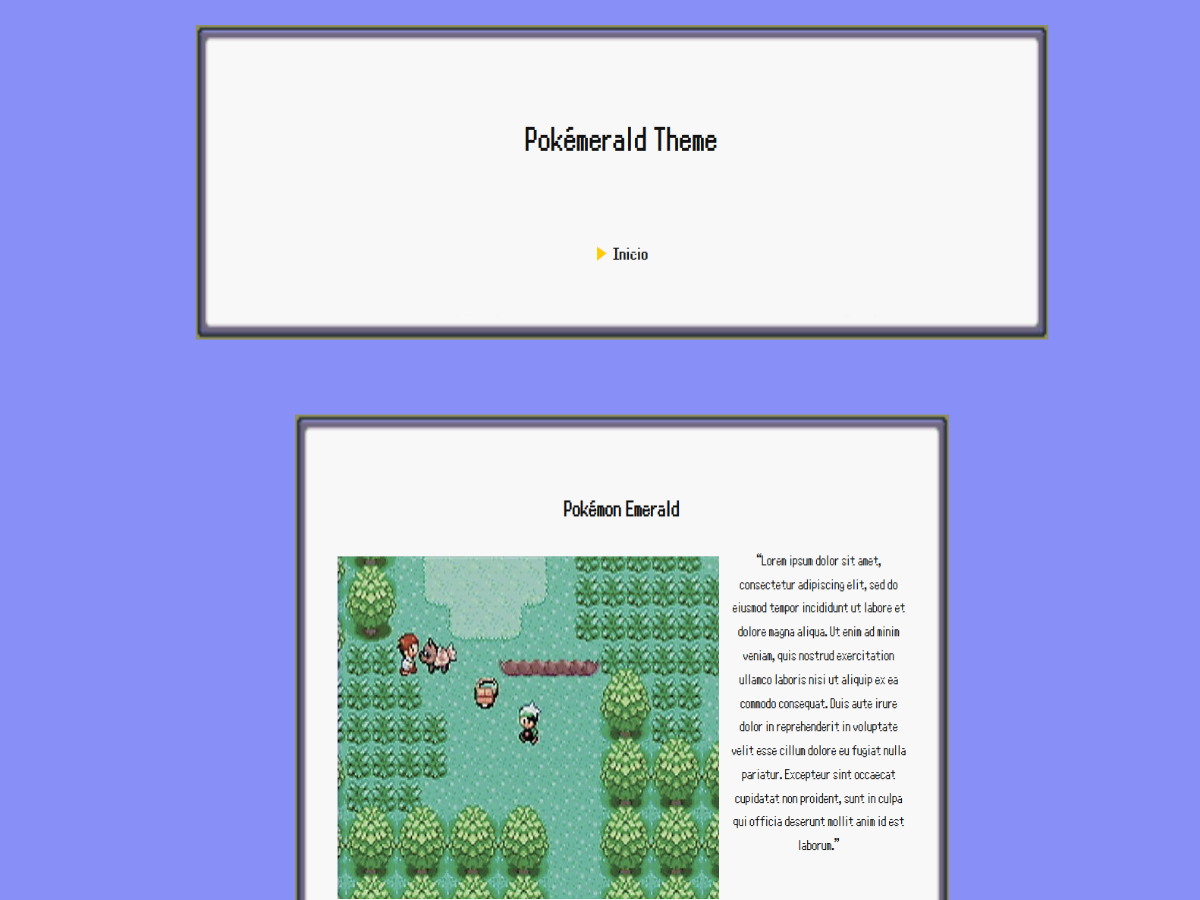 Pokémerald Theme
Inicio
Pokémon Emerald
“Lorem ipsum dolor sit amet,
consectetur adipiscing elit, sed do
eiusmod tempor incididunt ut labore et
dolore magna aliqua. Ut enim ad minim
veniam, quis nostrud exercitation
ullamco laboris nisi ut aliquip ex ea
commodo consequat. Duis aute irure
dolor in reprehenderit in voluptate
velit esse cillum dolore eu fugiat nulla
pariatur. Excepteur sint occaecat
cupidatat non proident, sunt in culpa
qui officia deserunt mollit anim id est
laborum.”